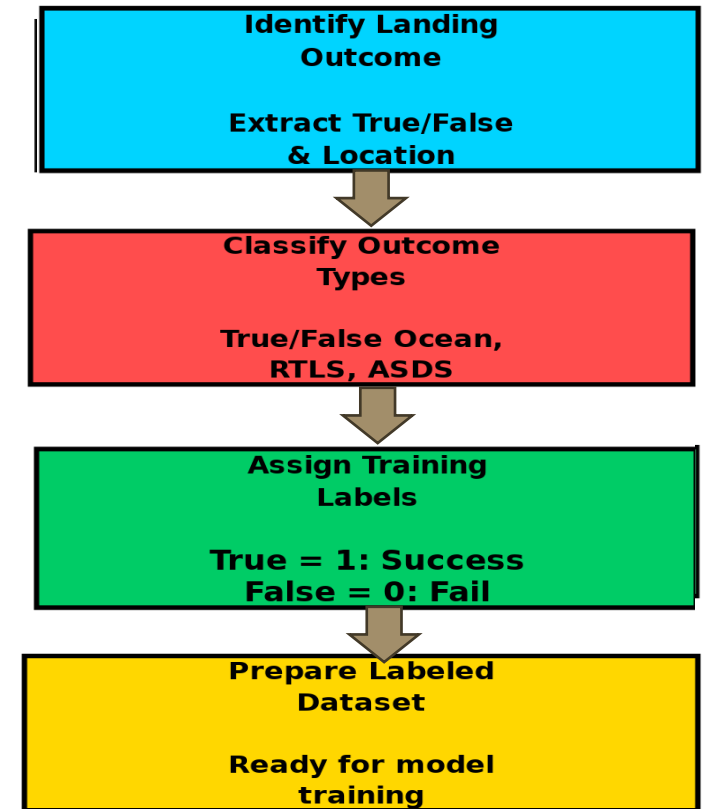 Identify Landing
Outcome
Extract True/False
& Location
Classify Outcome
Types
True/False Ocean,
RTLS, ASDS
Assign Training
Labels
True = 1: Success
False = 0: Fail
Prepare Labeled
Dataset
Ready for model
training